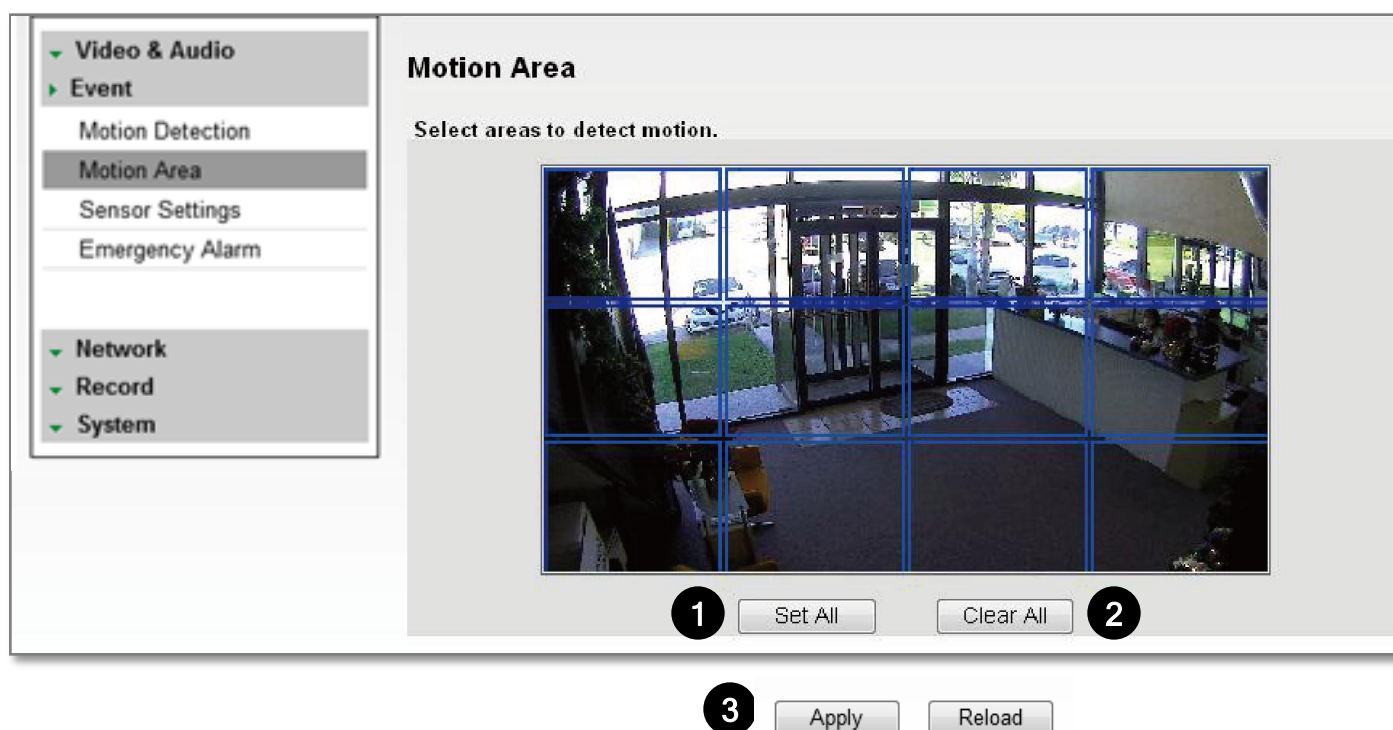 Video & Audio
Event
Motion Detection
Motion Area
Sensor Settings
Emergency Alarm
Network
Record
System
Motion Area
Select areas to detect motion.
1 Set All Clear All 2
3 Apply Reload